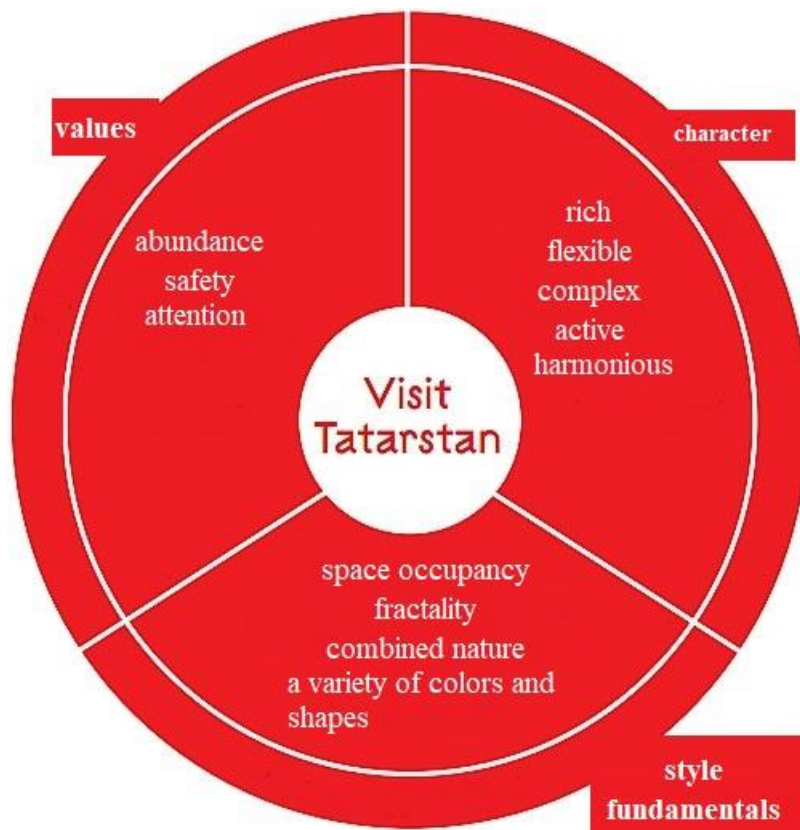 values
abundance
safety
attention
character
rich
flexible
complex
active
harmonious
Visit
Tatarstan
space occupancy
fractality
combined nature
a variety of colors and
shapes
style
fundamentals